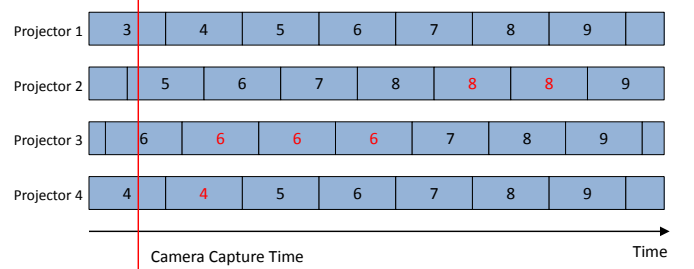 Projector 1 3 4 5 6 7 8 9
Projector 2 5 6 7 8 8 8 9
Projector 3 6 6 6 6 7 8 9
Projector 4 4 4 5 6 7 8 9
Camera Capture Time
Time